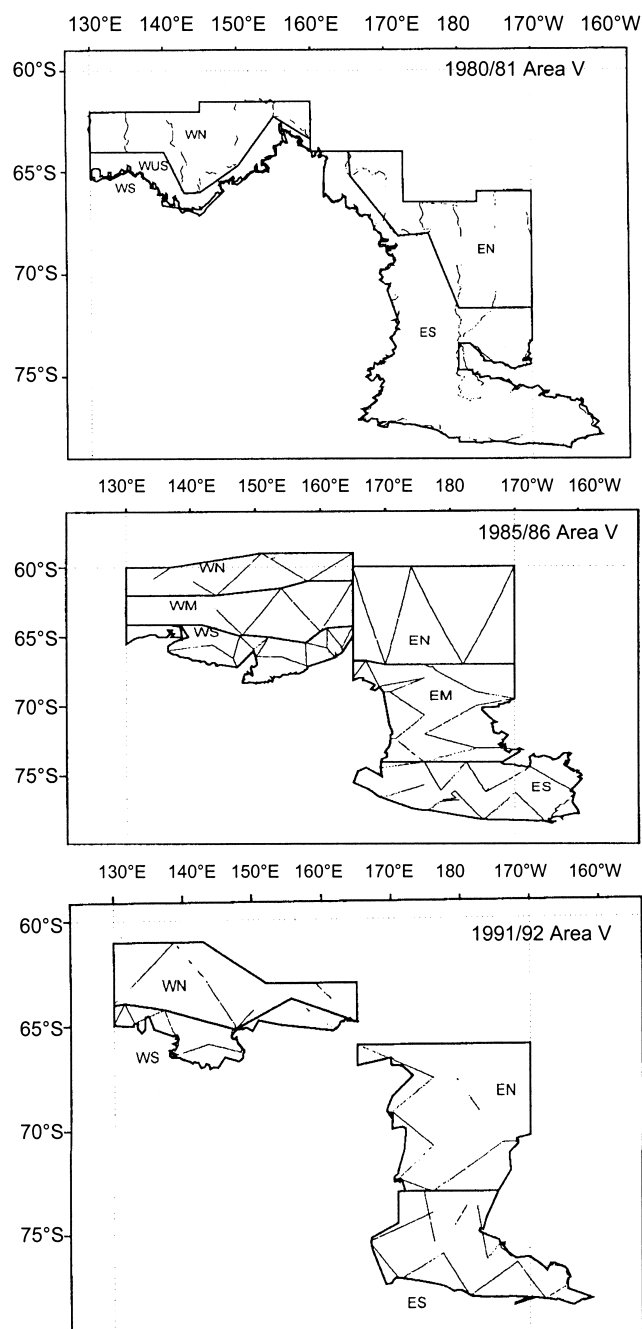 130°E 140°E 150°E 160°E 170°E 180 170°W 160°W
60°S
1980/81 Area V
WN
65°S
WUS
WS
70°S
EN
ES
75°S
130°E 140°E 150°E 160°E 170°E 180° 170°W 160°W
1985/86 Area V
60°S
WN
WM
65°S
WS
EN
70°S
EM
75°S
ES
130°E 140°E 150°E 160°E 170°E 180° 170°W 160°W
60°S
1991/92 Area V
WN
65°S
WS
EN
70°S
75°S
ES